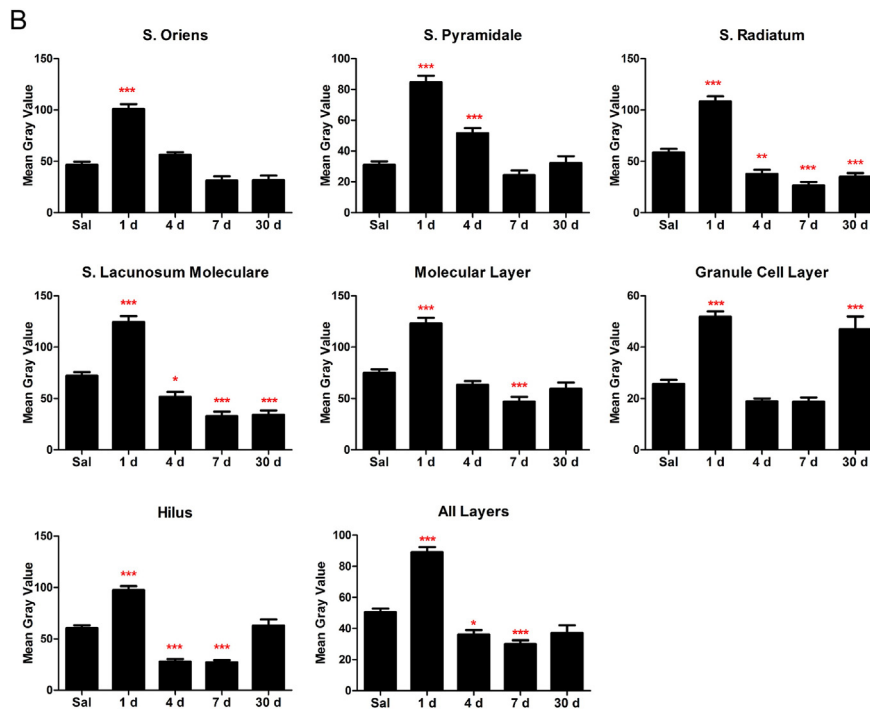 B
S. Oriens
Mean Gray Value
150
100
50
0
Sal 1 d 4 d 7 d 30 d
***
S. Pyramidale
Mean Gray Value
100
80
60
40
20
0
Sal 1 d 4 d 7 d 30 d
***
***
S. Radiatum
Mean Gray Value
150
100
50
0
Sal 1 d 4 d 7 d 30 d
***
**
***
***
S. Lacunosum Moleculare
Mean Gray Value
150
100
50
0
Sal 1 d 4 d 7 d 30 d
***
*
***
***
Molecular Layer
Mean Gray Value
150
100
50
0
Sal 1 d 4 d 7 d 30 d
***
***
Granule Cell Layer
Mean Gray Value
60
40
20
0
Sal 1 d 4 d 7 d 30 d
***
***
Hilus
Mean Gray Value
150
100
50
0
Sal 1 d 4 d 7 d 30 d
***
***
***
All Layers
Mean Gray Value
100
80
60
40
20
0
Sal 1 d 4 d 7 d 30 d
***
*
***